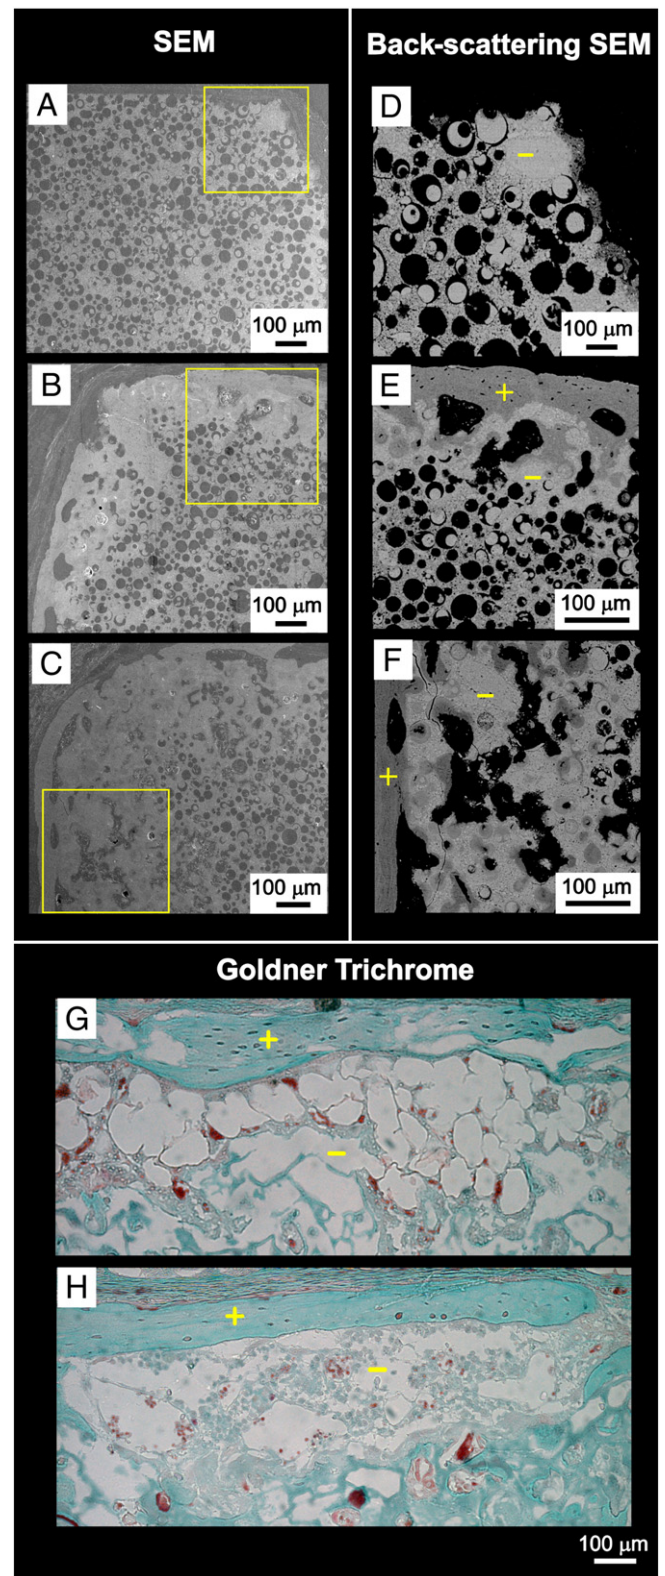 SEM
Back-scattering SEM
A
100 μm
B
100 μm
C
100 μm
D
−
100 μm
E
+
−
100 μm
F
−
+
100 μm
Goldner Trichrome
G
+
−
H
+
−
100 μm